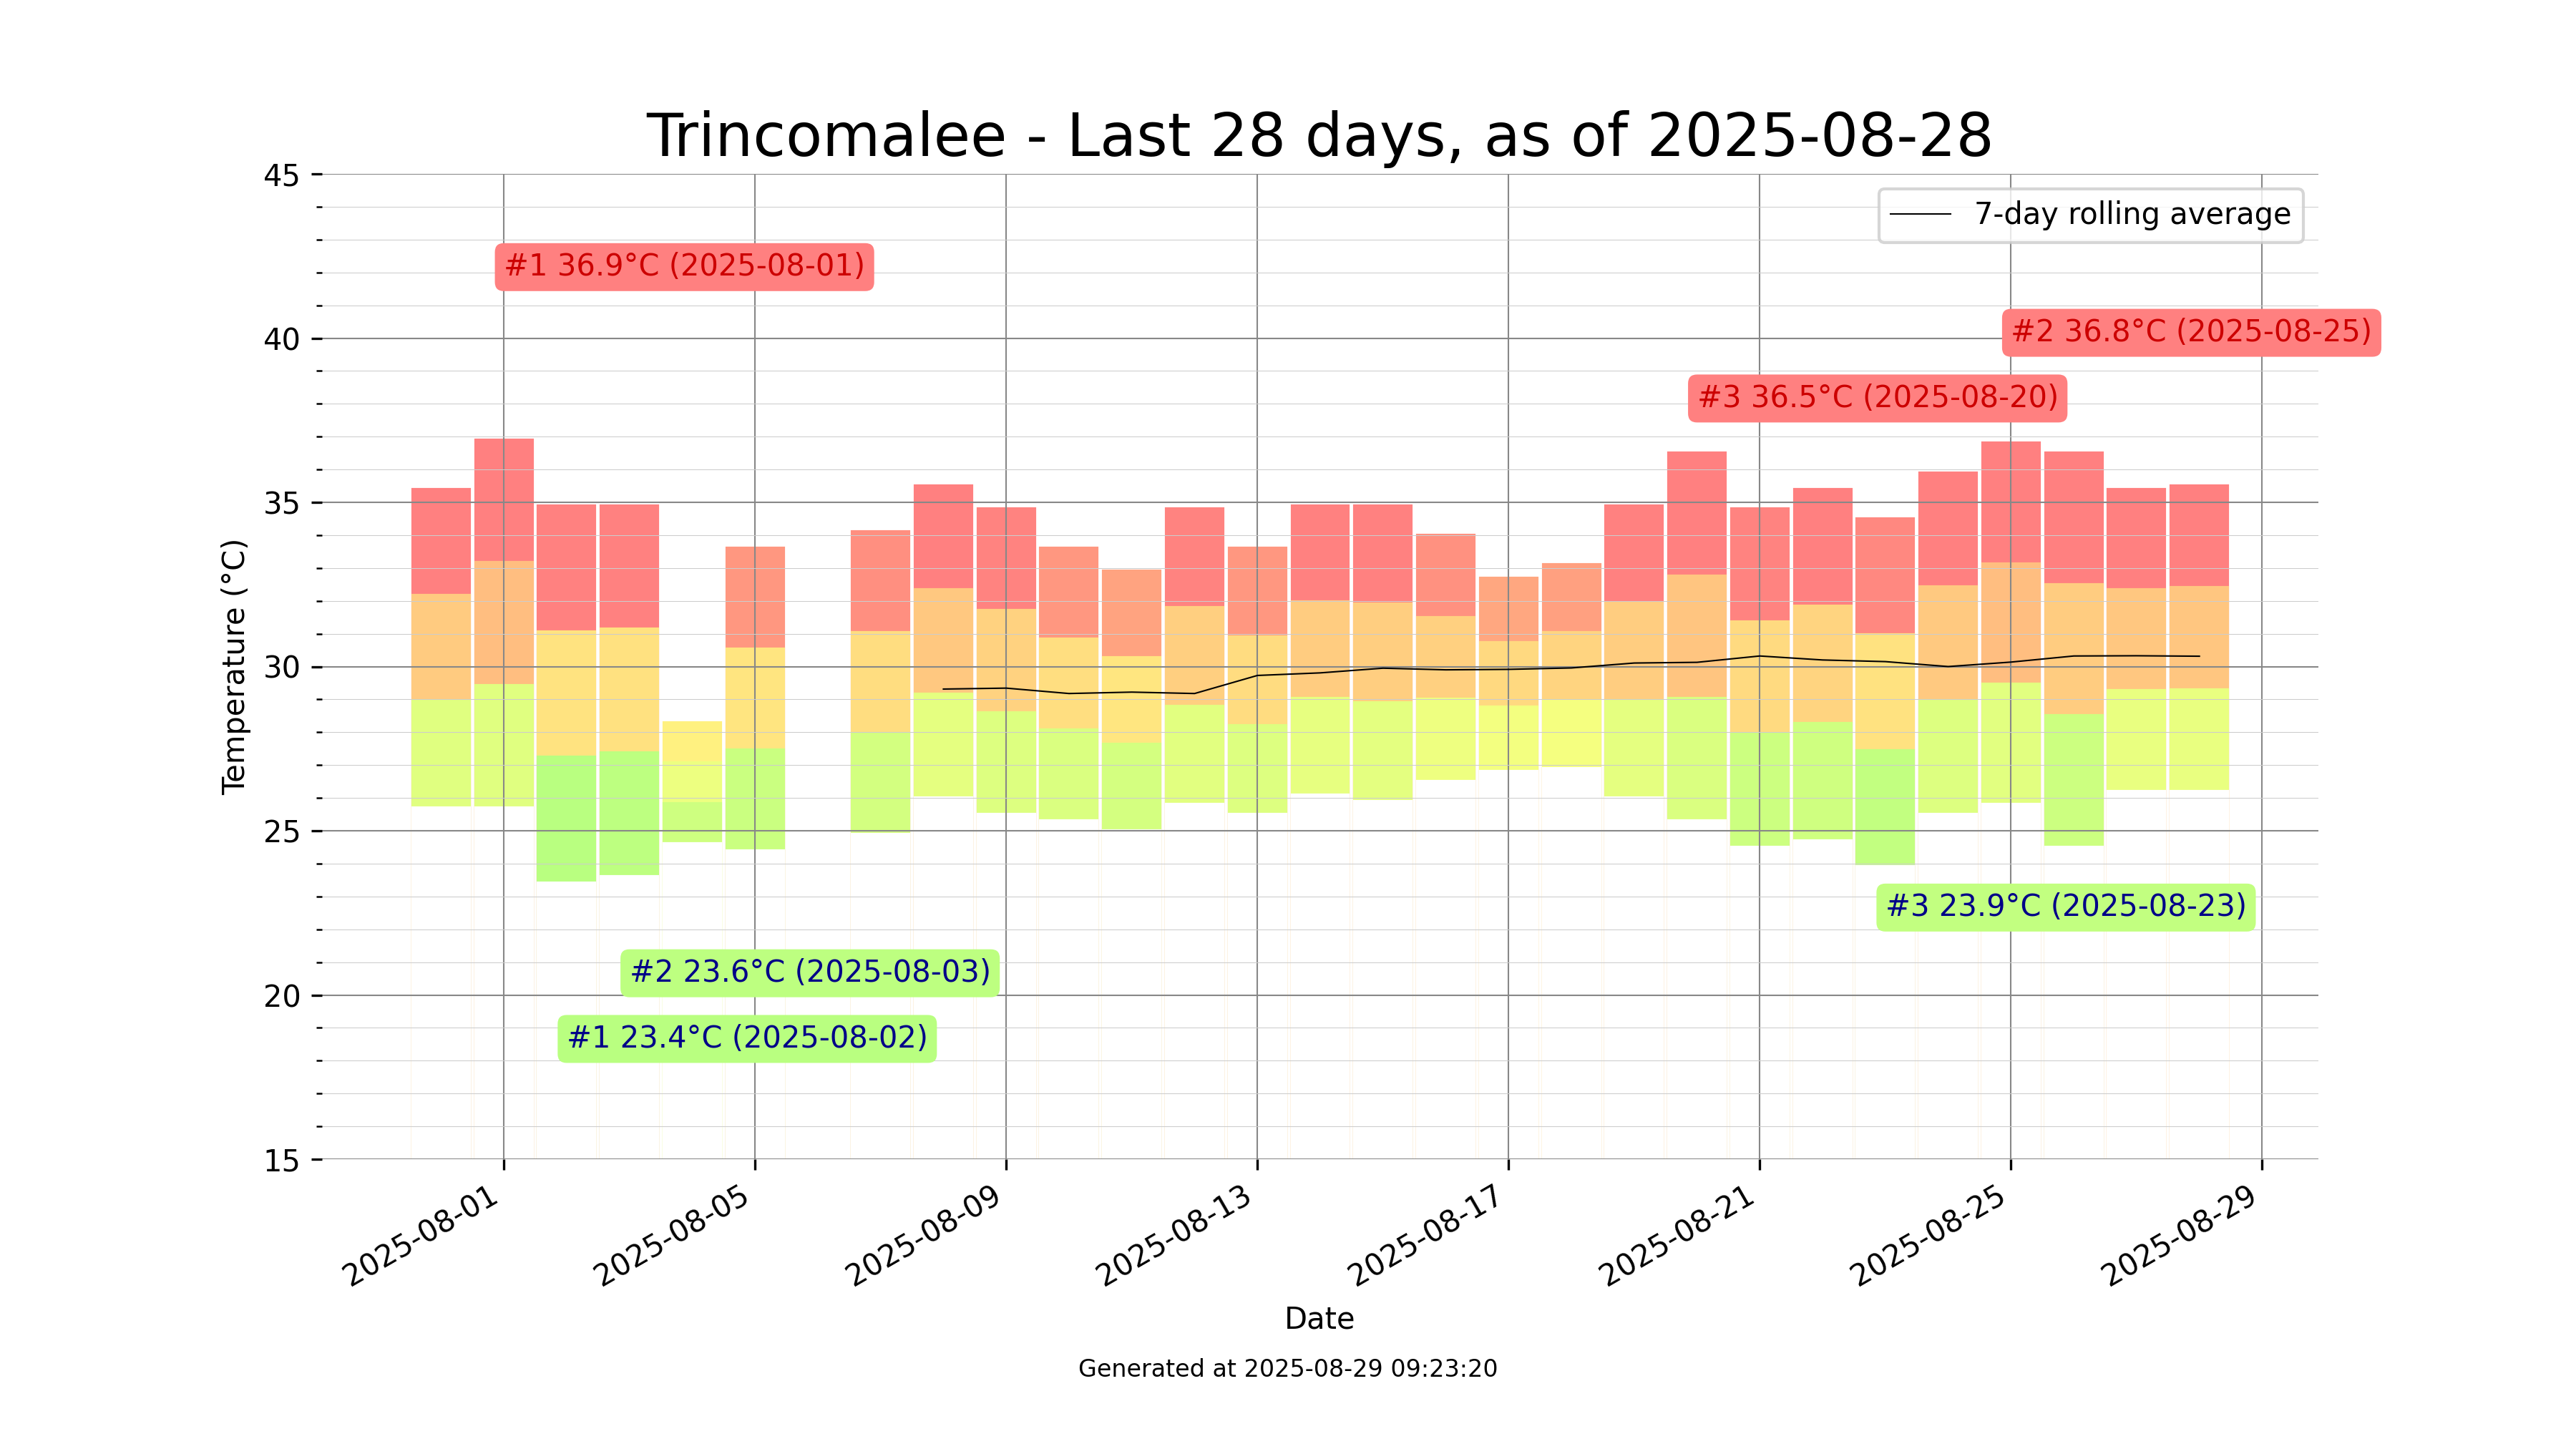 Trincomalee - Last 28 days, as of 2025-08-28
45
40
35
30
25
20
15
Temperature (°C)
7-day rolling average
#1 36.9°C (2025-08-01)
#2 36.8°C (2025-08-25)
#3 36.5°C (2025-08-20)
#3 23.9°C (2025-08-23)
#2 23.6°C (2025-08-03)
#1 23.4°C (2025-08-02)
2025-08-01
2025-08-05
2025-08-09
2025-08-13
2025-08-17
2025-08-21
2025-08-25
2025-08-29
Date
Generated at 2025-08-29 09:23:20